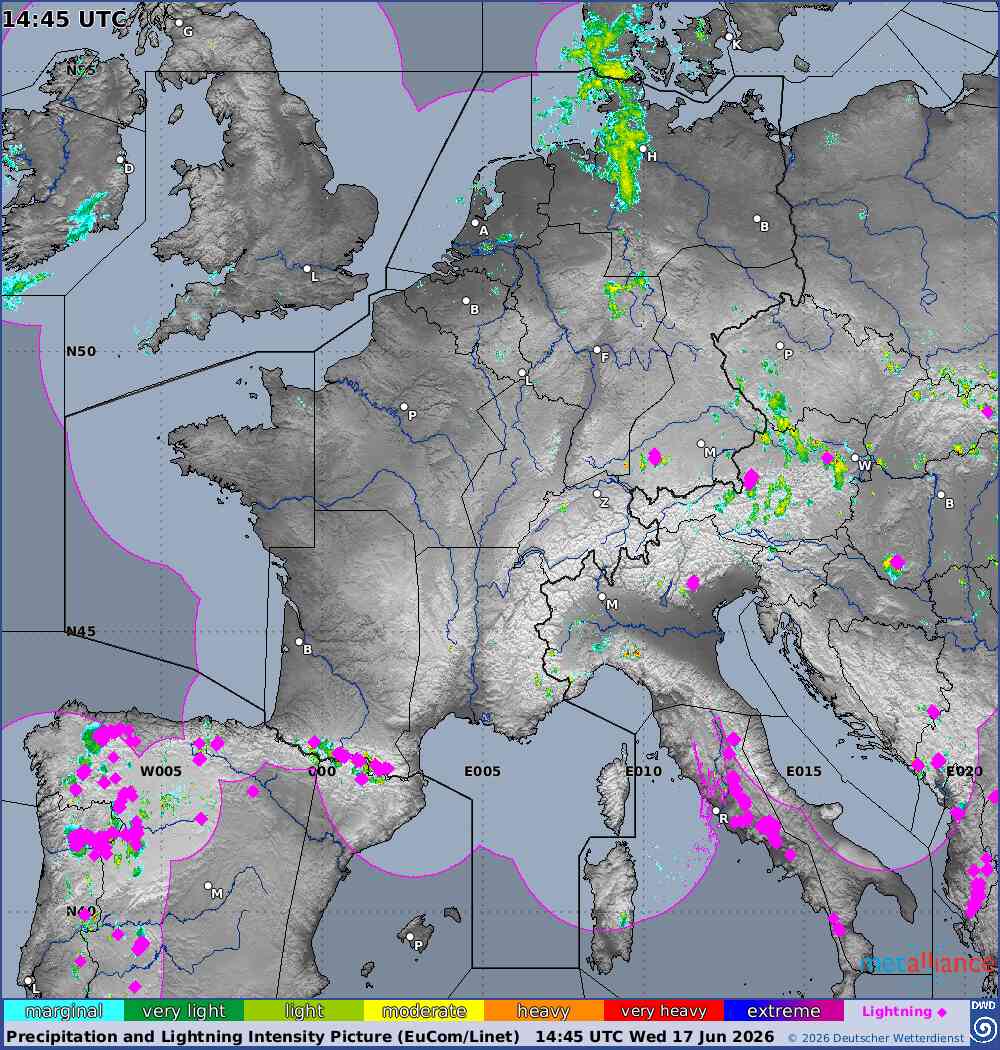 14:45 UTC
G
K
N55
D
H
A
B
L
B
N50
P
F
L
P
M
W
Z
B
M
N45
B
W005
000
E005
E010
E015
E020
R
M
N40
P
L
metalliance
marginal very light light moderate heavy very heavy extreme Lightning
DWD
Precipitation and Lightning Intensity Picture (EuCom/Linet) 14:45 UTC Wed 17 Jun 2026 © 2026 Deutscher Wetterdienst